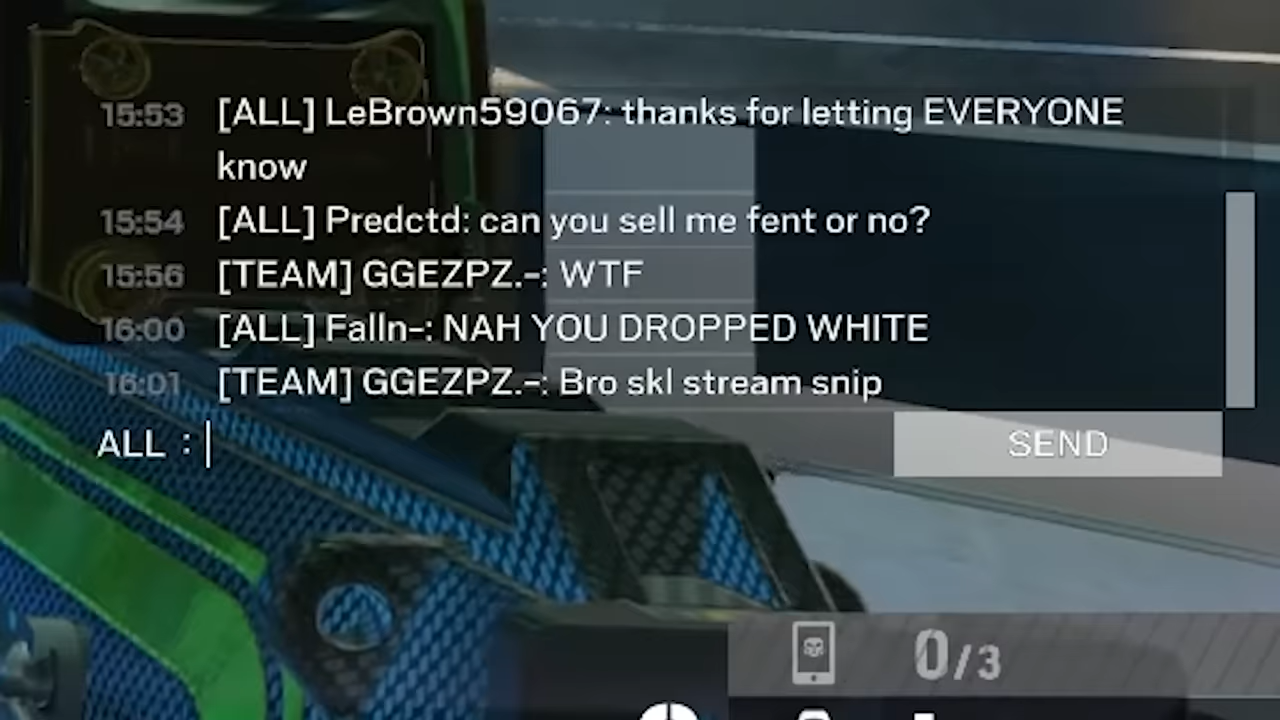 15:53 [ALL] LeBrown59067: thanks for letting EVERYONE
know
15:54 [ALL] Predctd: can you sell me fent or no?
15:56 [TEAM] GGEZPZ.-: WTF
16:00 [ALL] Falln-: NAH YOU DROPPED WHITE
16:01 [TEAM] GGEZPZ.-: Bro skl stream snip
ALL : SEND
0/3